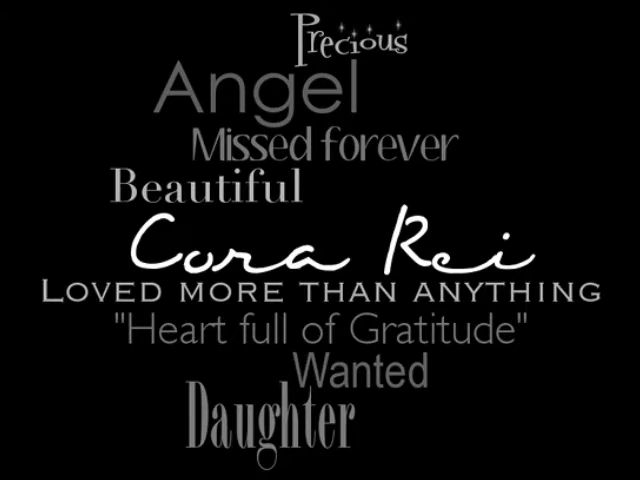 Precious
Angel
Missed forever
Beautiful
Cora Rei
Loved more than anything
"Heart full of Gratitude"
Wanted
Daughter